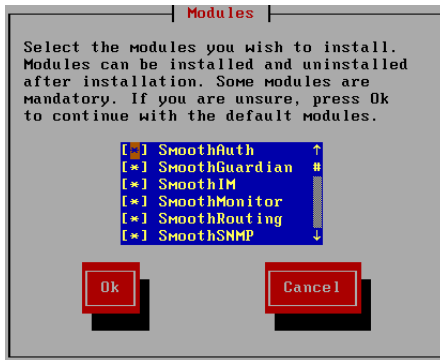 Modules
Select the modules you wish to install.
Modules can be installed and uninstalled
after installation. Some modules are
mandatory. If you are unsure, press Ok
to continue with the default modules.
[*] SmoothAuth ↑
[*] SmoothGuardian #
[*] SmoothIM
[*] SmoothMonitor
[*] SmoothRouting
[*] SmoothSNMP ↓
Ok Cancel